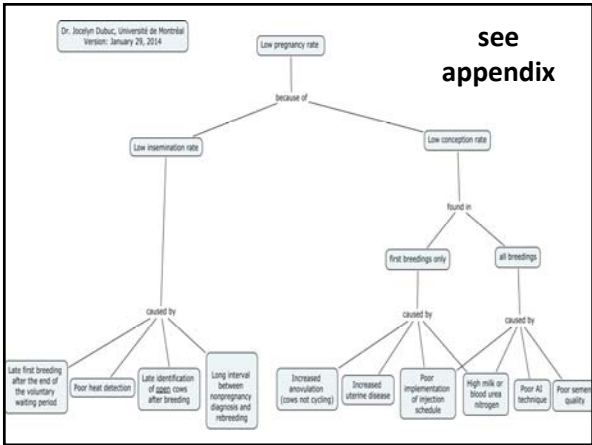 Dr. Jocelyn Dubuc, Université de Montréal
Version: January 29, 2014
Low pregnancy rate
see
appendix
because of
Low insemination rate
Low conception rate
found in
first breedings only
all breedings
caused by
caused by
caused by
Late first breeding
after the end of
the voluntary
waiting period
Poor heat detection
Late identification
of open cows
after breeding
Long interval
between
nonpregnancy
diagnosis and
rebreeding
Increased
anovulation
(cows not cycling)
Increased
uterine disease
Poor
implementation
of injection
schedule
High milk or
blood urea
nitrogen
Poor AI
technique
Poor semen
quality